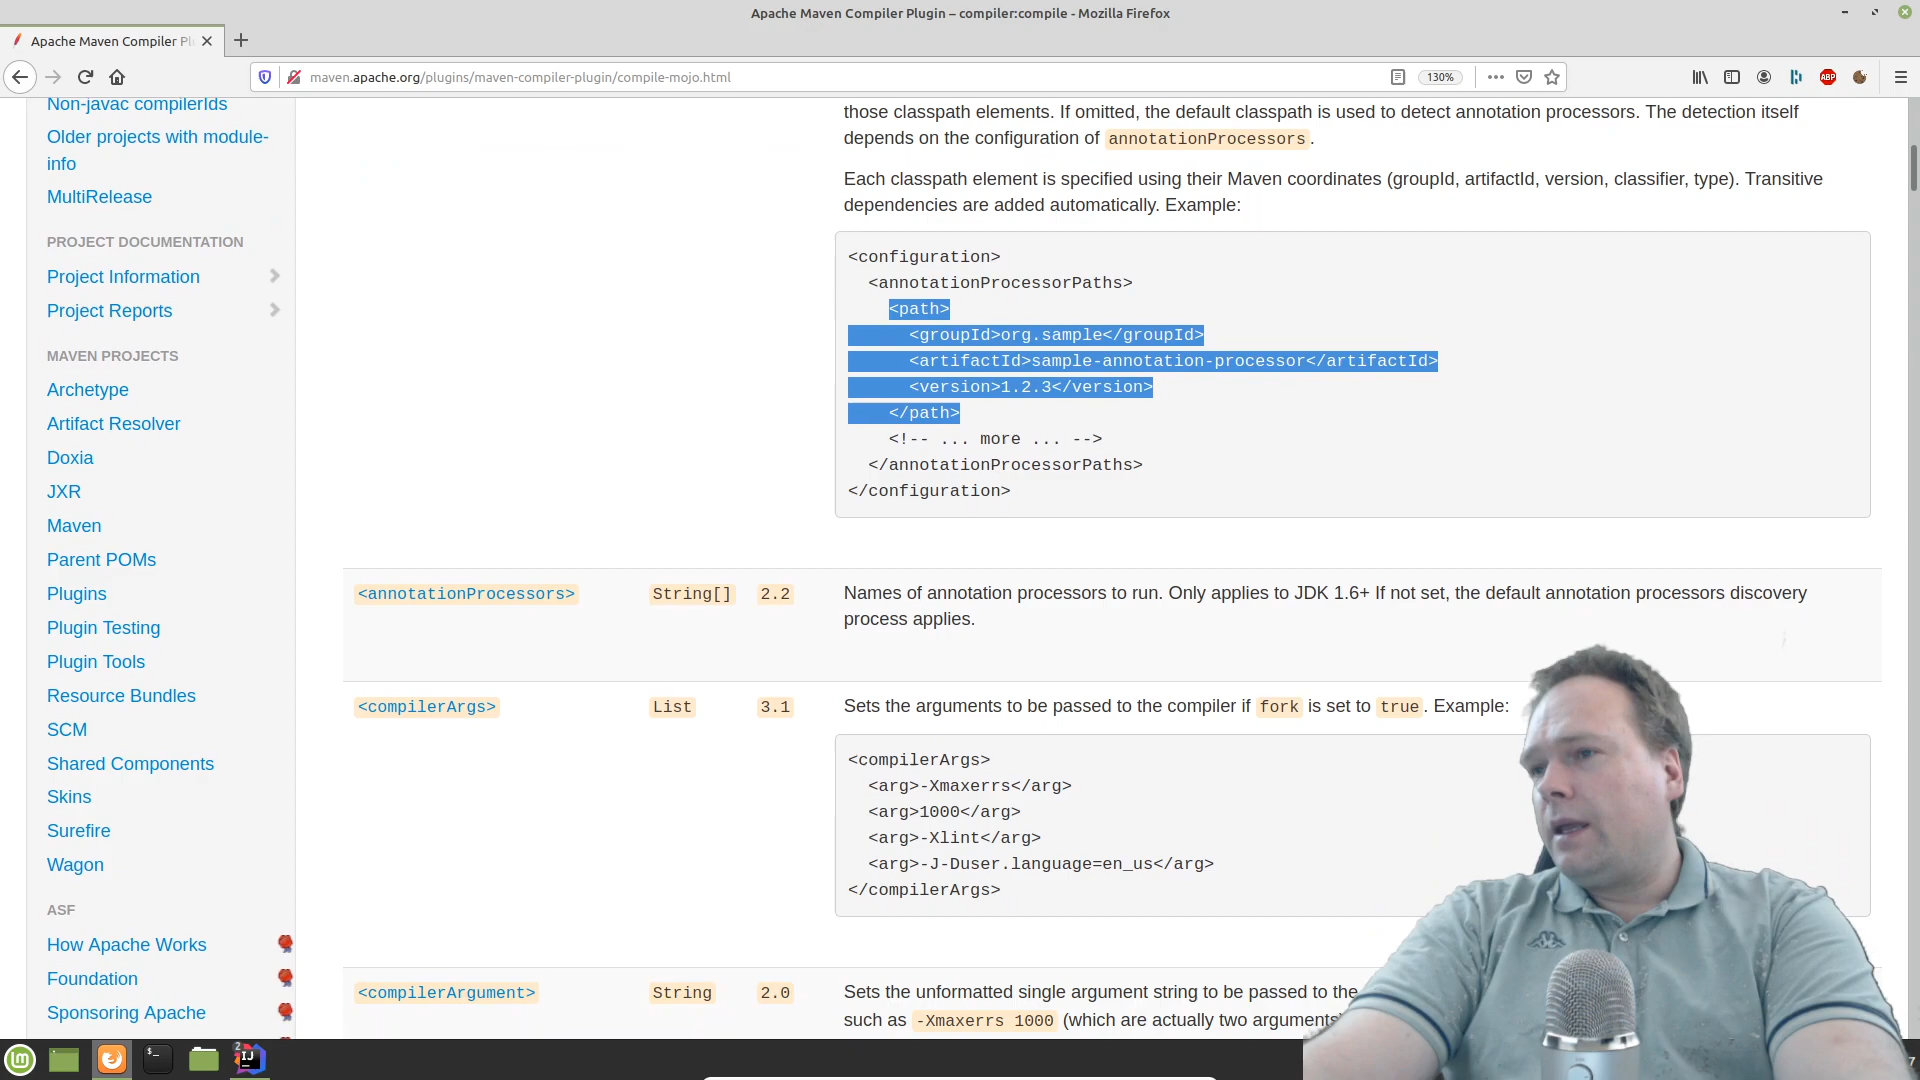 Apache Maven Compiler Plugin – compiler:compile - Mozilla Firefox
Apache Maven Compiler Pl
maven.apache.org/plugins/maven-compiler-plugin/compile-mojo.html
130%
ABP
Non-javac compilerIds
Older projects with module-
info
MultiRelease
PROJECT DOCUMENTATION
Project Information
Project Reports
MAVEN PROJECTS
Archetype
Artifact Resolver
Doxia
JXR
Maven
Parent POMs
Plugins
Plugin Testing
Plugin Tools
Resource Bundles
SCM
Shared Components
Skins
Surefire
Wagon
ASF
How Apache Works
Foundation
Sponsoring Apache
those classpath elements. If omitted, the default classpath is used to detect annotation processors. The detection itself
depends on the configuration of annotationProcessors.
Each classpath element is specified using their Maven coordinates (groupId, artifactId, version, classifier, type). Transitive
dependencies are added automatically. Example:
<configuration>
<annotationProcessorPaths>
<path>
<groupId>org.sample</groupId>
<artifactId>sample-annotation-processor</artifactId>
<version>1.2.3</version>
</path>
<!-- ... more ... -->
</annotationProcessorPaths>
</configuration>
<annotationProcessors> String[] 2.2 Names of annotation processors to run. Only applies to JDK 1.6+ If not set, the default annotation processors discovery
process applies.
<compilerArgs> List 3.1 Sets the arguments to be passed to the compiler if fork is set to true. Example:
<compilerArgs>
<arg>-Xmaxerrs</arg>
<arg>1000</arg>
<arg>-Xlint</arg>
<arg>-J-Duser.language=en_us</arg>
</compilerArgs>
<compilerArgument> String 2.0 Sets the unformatted single argument string to be passed to the
such as -Xmaxerrs 1000 (which are actually two arguments)
2
IJ
7